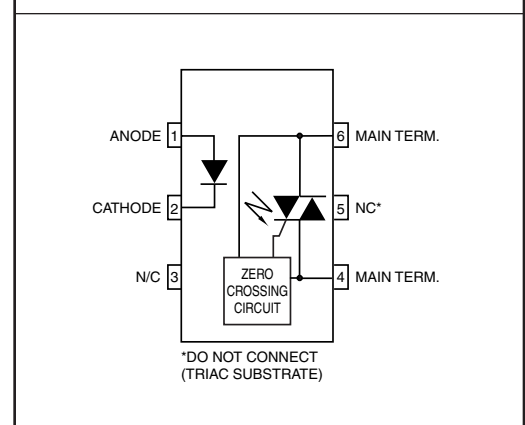 ANODE 1
6 MAIN TERM.
CATHODE 2
5 NC*
N/C 3
ZERO
CROSSING
CIRCUIT
4 MAIN TERM.
*DO NOT CONNECT
(TRIAC SUBSTRATE)